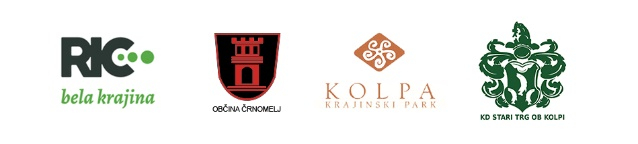 RIC
bela krajina
OBČINA ČRNOMELJ
KOLPA
KRAJINSKI PARK
KD STARI TRG OB KOLPI